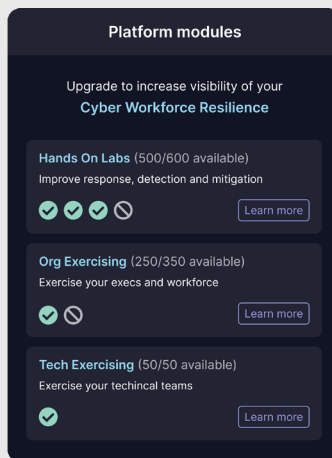 Platform modules
Upgrade to increase visibility of your
Cyber Workforce Resilience
Hands On Labs (500/600 available)
Improve response, detection and mitigation
Learn more
Org Exercising (250/350 available)
Exercise your execs and workforce
Learn more
Tech Exercising (50/50 available)
Exercise your techincal teams
Learn more